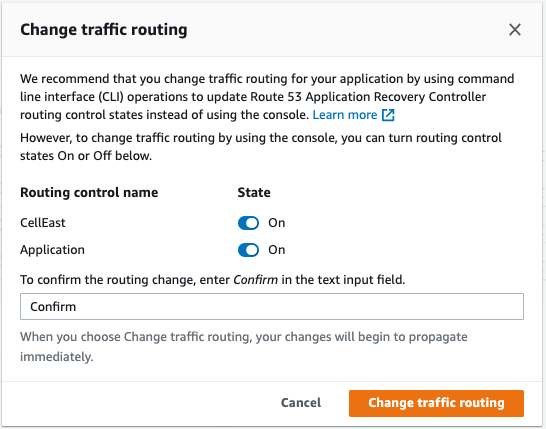 Change traffic routing
We recommend that you change traffic routing for your application by using command
line interface (CLI) operations to update Route 53 Application Recovery Controller
routing control states instead of using the console. Learn more
However, to change traffic routing by using the console, you can turn routing control
states On or Off below.
Routing control name State
CellEast On
Application On
To confirm the routing change, enter Confirm in the text input field.
Confirm
When you choose Change traffic routing, your changes will begin to propagate
immediately.
Cancel Change traffic routing